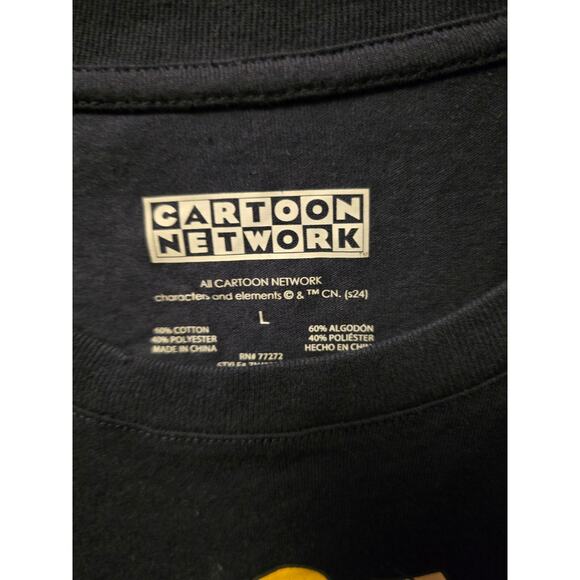 CARTOON
NETWORK
All CARTOON NETWORK
characters and elements © & ™ CN. (s24)
L
60% COTTON
40% POLYESTER
MADE IN CHINA
60% ALGODÓN
40% POLIÉSTER
HECHO EN CHINA
RN# 77272
STYLE#